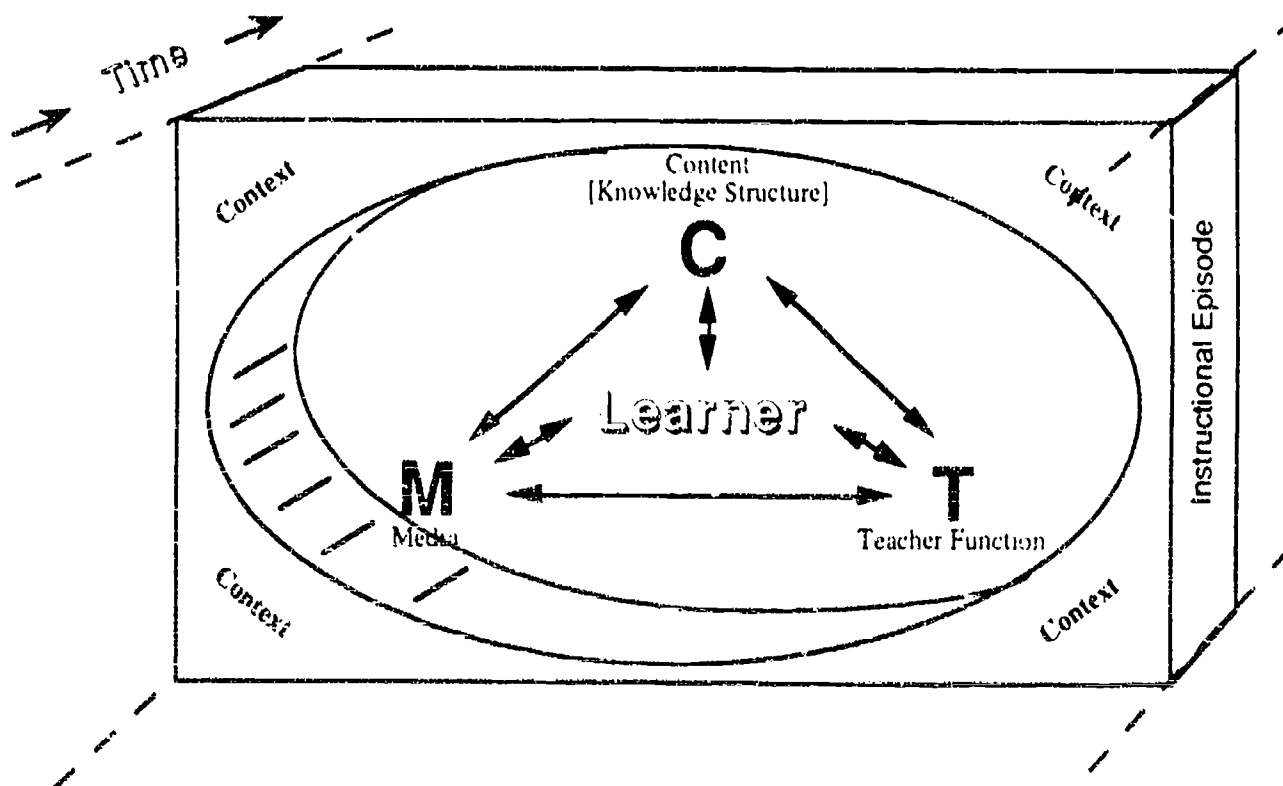 Time
Context
Context
Content
[Knowledge Structure]
C
Learner
M
Media
T
Teacher Function
Context
Context
Instructional Episode